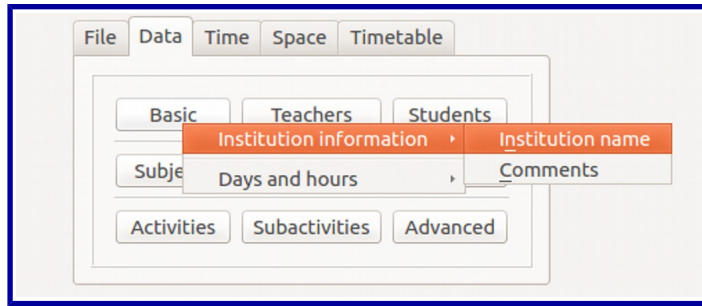 File Data Time Space Timetable
Basic Teachers Students
Institution information Institution name
Subje Days and hours Comments
Activities Subactivities Advanced